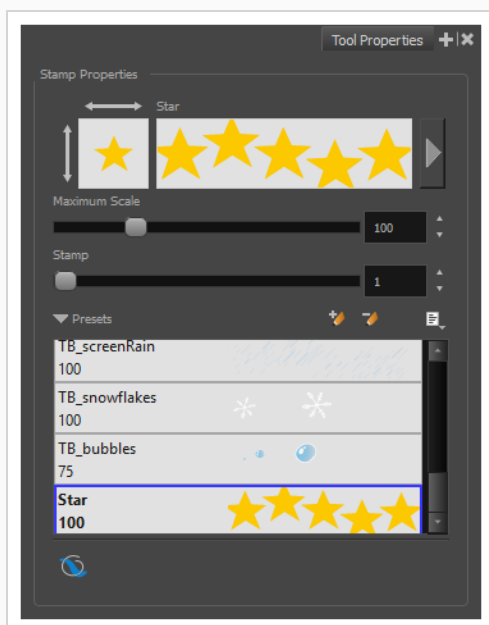 Tool Properties
Stamp Properties
Star
Maximum Scale
100
Stamp
1
Presets
TB_screenRain
100
TB_snowflakes
100
TB_bubbles
75
Star
100